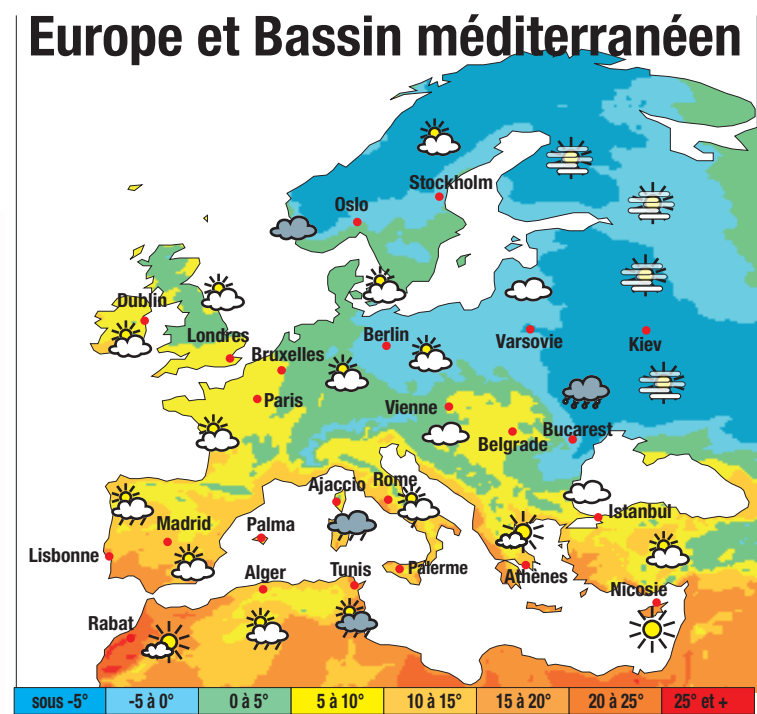 Europe et Bassin méditerranéen
Stockholm
Oslo
Dublin
Londres
Berlin
Varsovie
Kiev
Bruxelles
Paris
Vienne
Belgrade
Bucarest
Ajaccio
Rome
Madrid
Palma
Istanbul
Lisbonne
Alger
Tunis
Palerme
Athènes
Nicosie
Rabat
sous -5° -5 à 0° 0 à 5° 5 à 10° 10 à 15° 15 à 20° 20 à 25° 25° et +